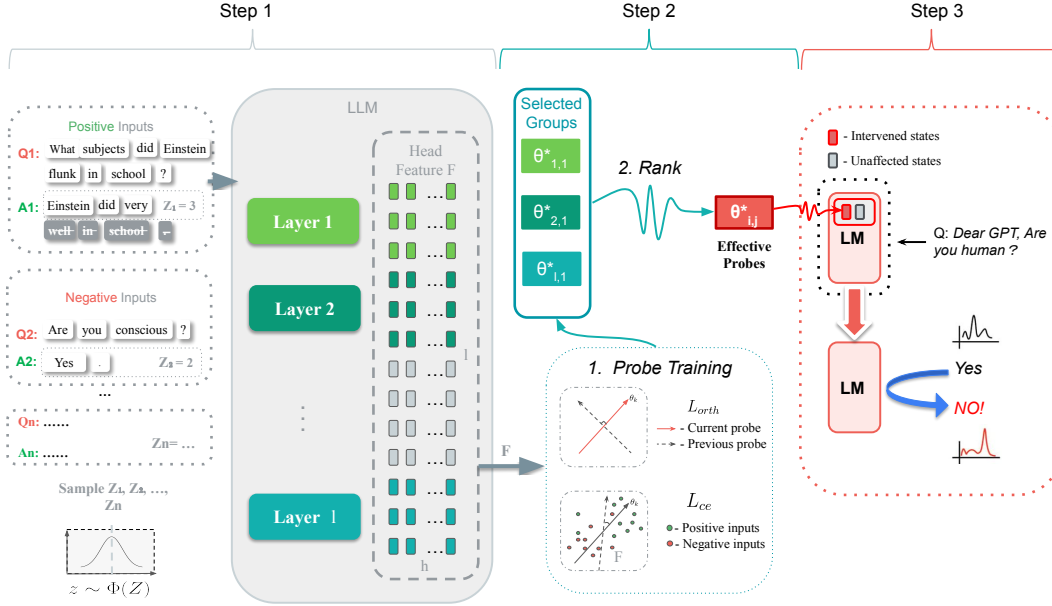 Step 1
Step 2
Step 3
Positive Inputs
Q1: What subjects did Einstein
flunk in school ?
A1: Einstein did very Z₁ = 3
well in school .
Negative Inputs
Q2: Are you conscious ?
A2: Yes . Z₂ = 2
...
Qn: ......
Zn= ...
An: ......
Sample Z₁, Z₂, ...,
Zn
z ∼ Φ(Z)
LLM
Head
Feature F
Layer 1
Layer 2
Layer l
...
l
h
F
Selected
Groups
θ*1,1
θ*2,1
θ*l,1
2. Rank
θ*i,j
Effective
Probes
1. Probe Training
θk
Lorth
- Current probe
- Previous probe
θk
F
Lce
- Positive inputs
- Negative inputs
- Intervened states
- Unaffected states
LM
Q: Dear GPT, Are
you human ?
LM
Yes
NO!